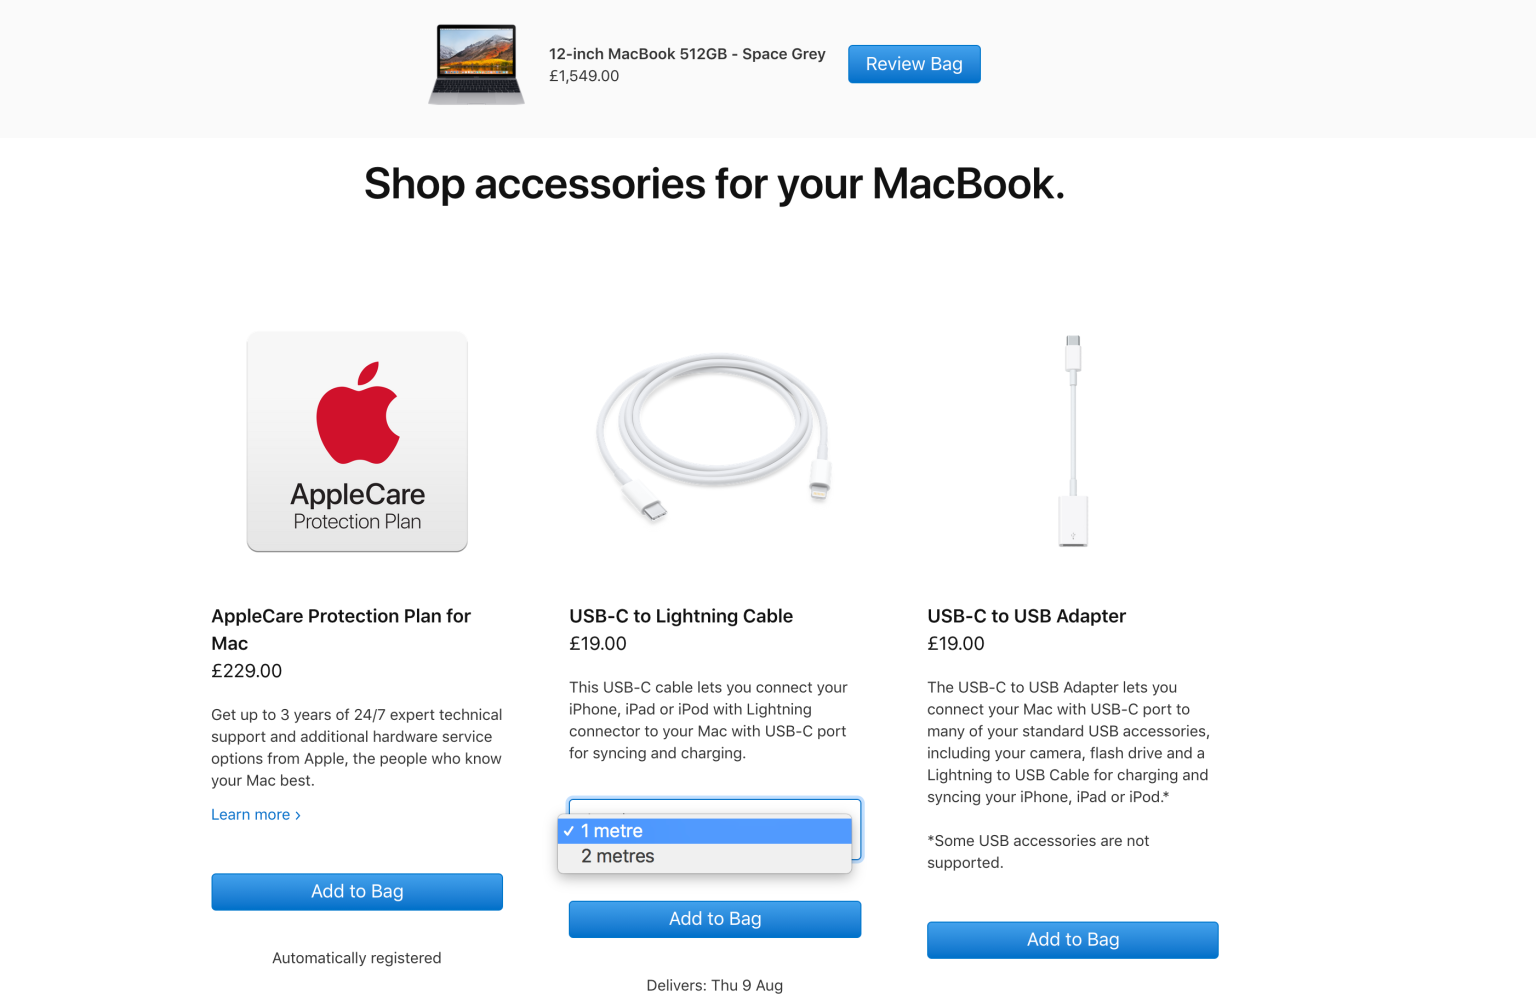 12-inch MacBook 512GB - Space Grey
£1,549.00
Review Bag
Shop accessories for your MacBook.
AppleCare
Protection Plan
AppleCare Protection Plan for
Mac
£229.00
Get up to 3 years of 24/7 expert technical
support and additional hardware service
options from Apple, the people who know
your Mac best.
Learn more ›
Add to Bag
Automatically registered
USB-C to Lightning Cable
£19.00
This USB-C cable lets you connect your
iPhone, iPad or iPod with Lightning
connector to your Mac with USB-C port
for syncing and charging.
✓ 1 metre
2 metres
Add to Bag
Delivers: Thu 9 Aug
USB-C to USB Adapter
£19.00
The USB-C to USB Adapter lets you
connect your Mac with USB-C port to
many of your standard USB accessories,
including your camera, flash drive and a
Lightning to USB Cable for charging and
syncing your iPhone, iPad or iPod.*
*Some USB accessories are not
supported.
Add to Bag